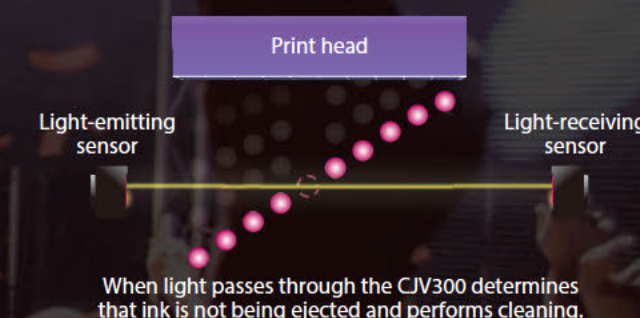 Print head
Light-emitting
sensor
Light-receiving
sensor
When light passes through the CJV300 determines
that ink is not being ejected and performs cleaning.